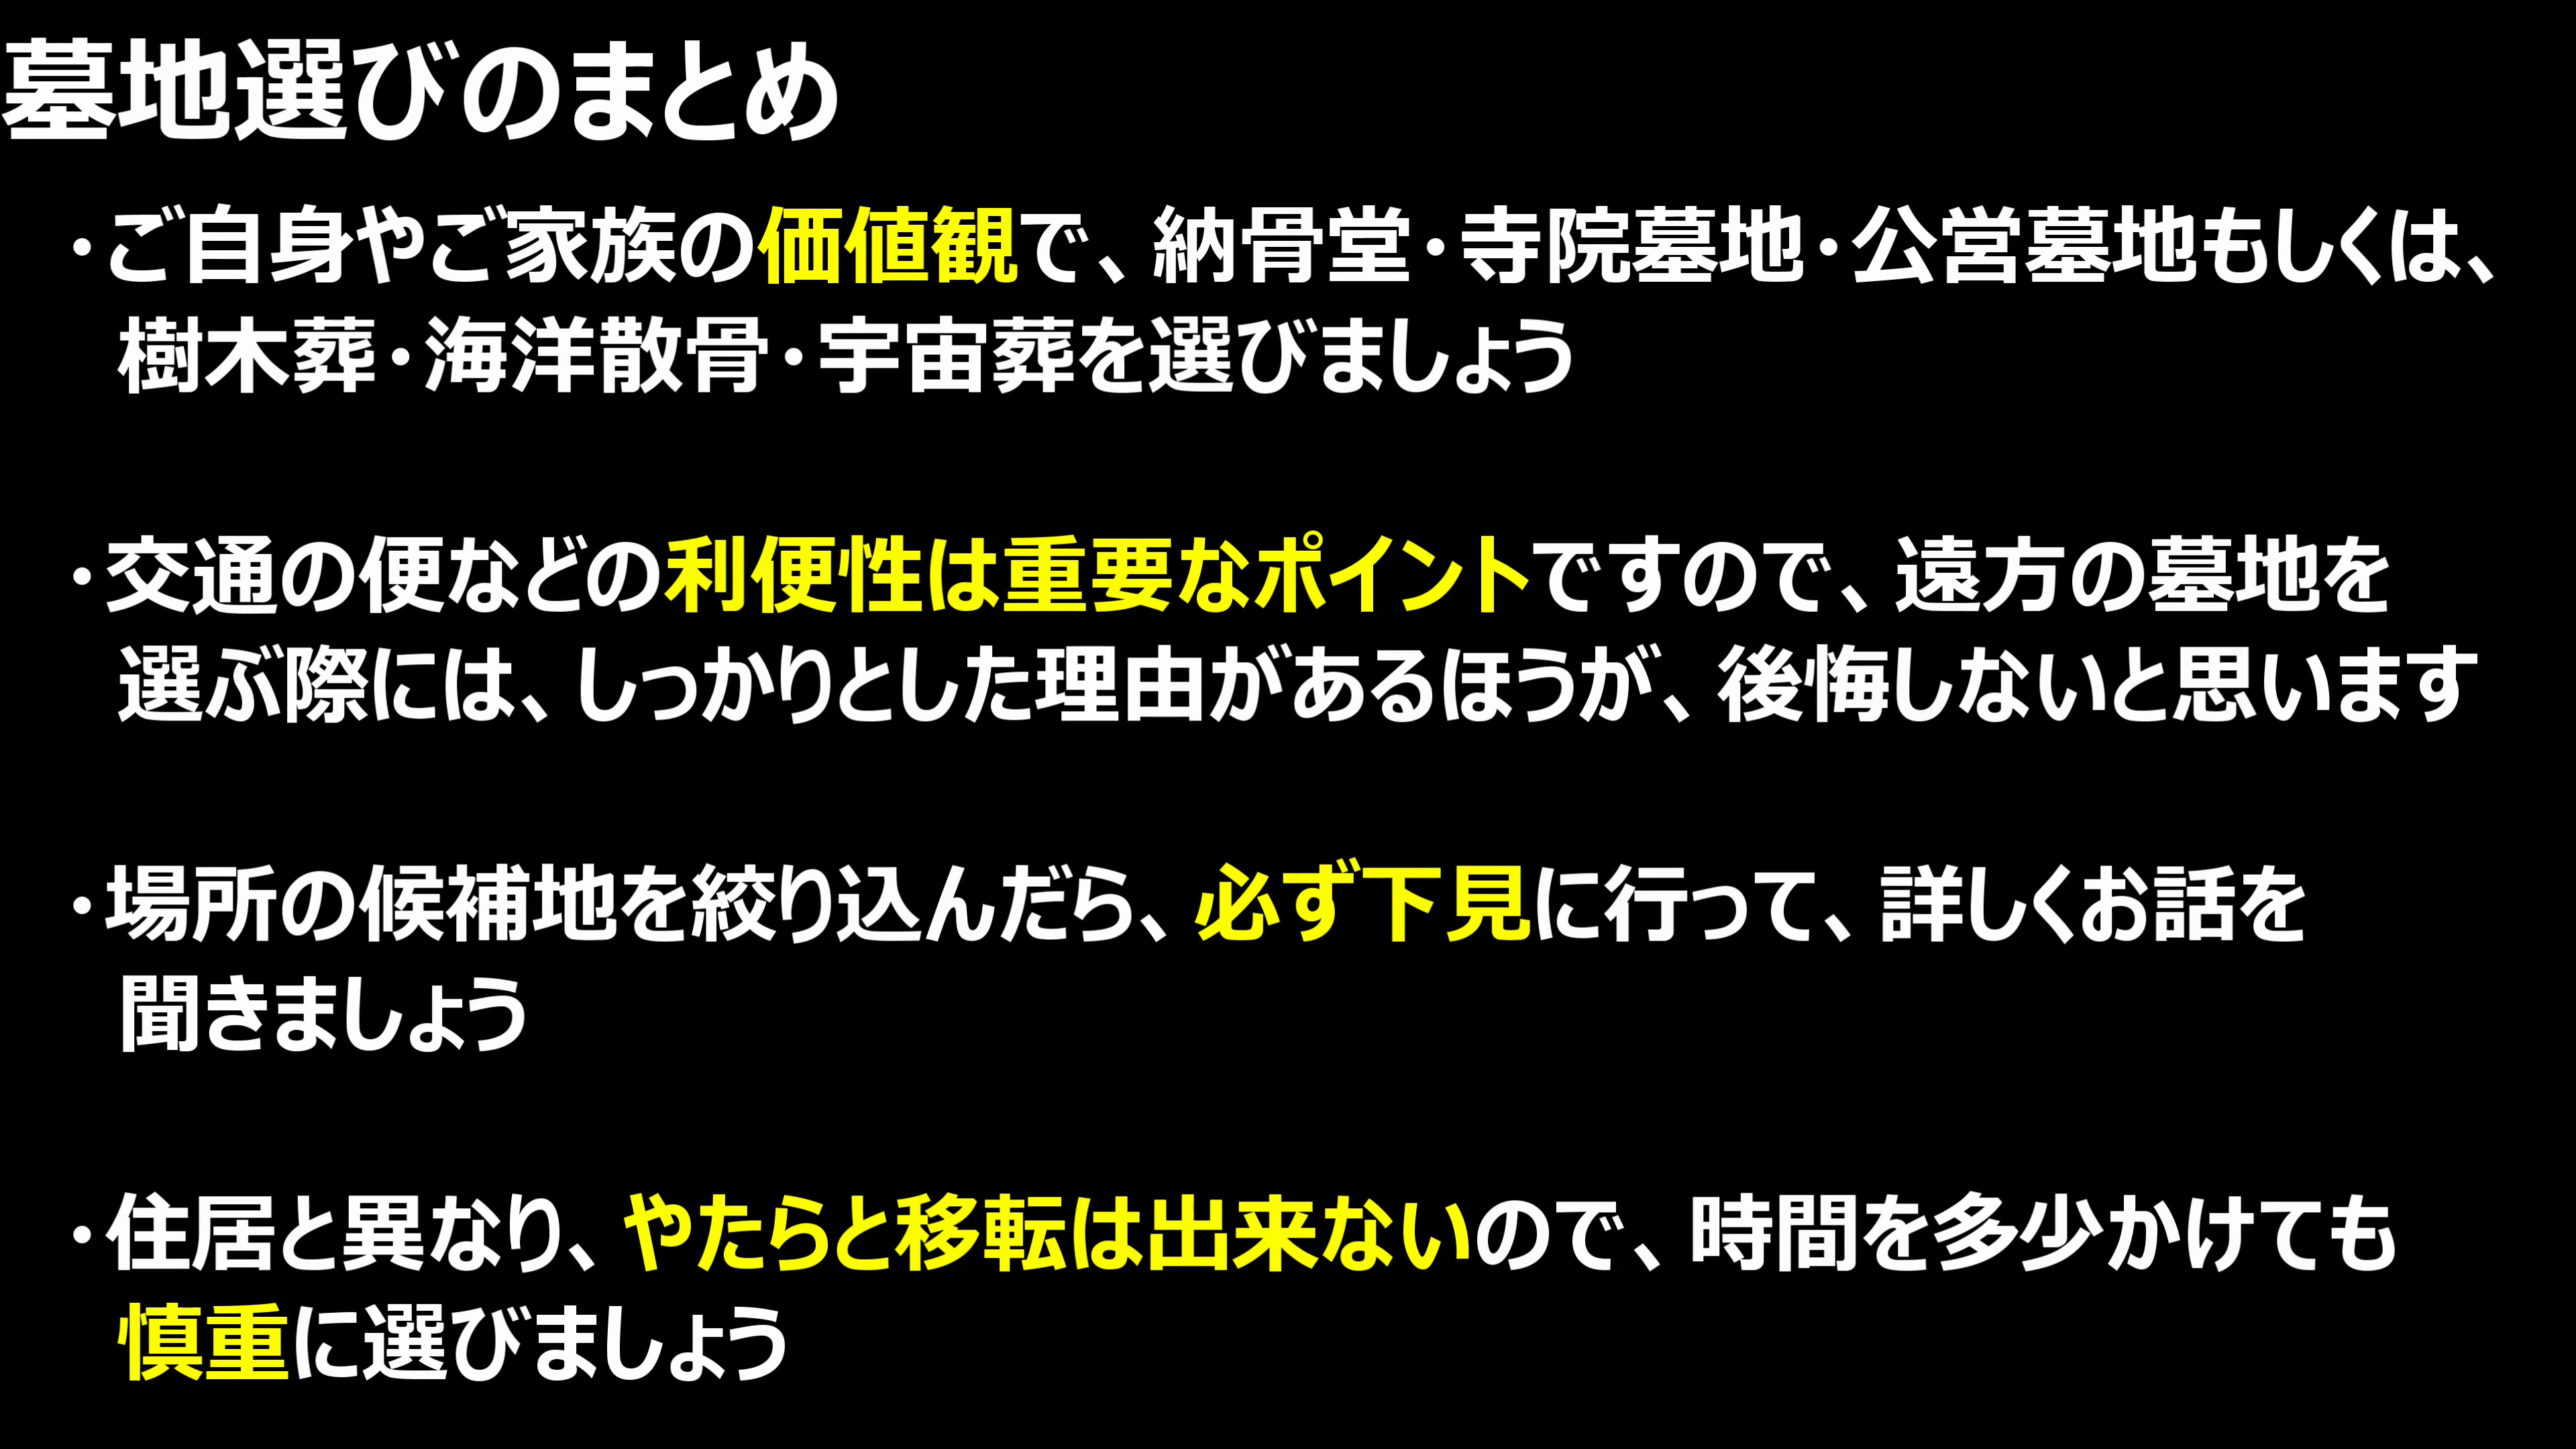 墓地選びのまとめ
・ご自身やご家族の価値観で、納骨堂・寺院墓地・公営墓地もしくは、
樹木葬・海洋散骨・宇宙葬を選びましょう
・交通の便などの利便性は重要なポイントですので、遠方の墓地を
選ぶ際には、しっかりとした理由があるほうが、後悔しないと思います
・場所の候補地を絞り込んだら、必ず下見に行って、詳しくお話を
聞きましょう
・住居と異なり、やたらと移転は出来ないので、時間を多少かけても
慎重に選びましょう